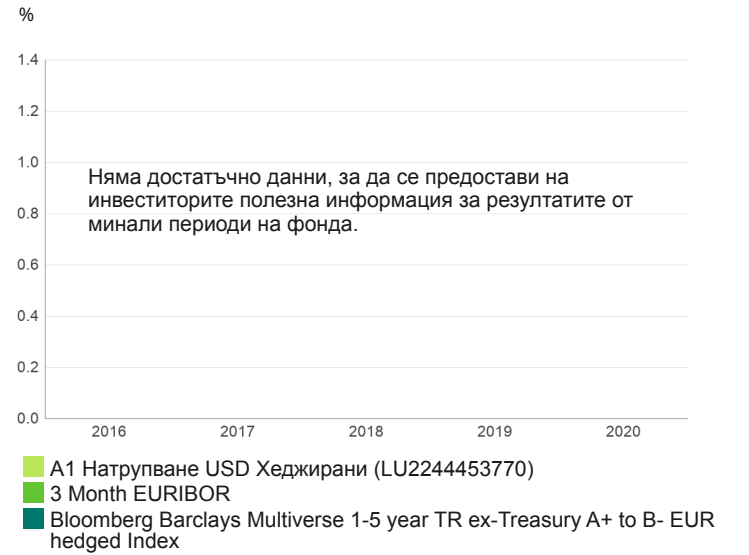 %
1.4
1.2
1.0
Няма достатъчно данни, за да се предостави на
инвеститорите полезна информация за резултатите от
0.8
минали периоди на фонда.
0.6
0.4
0.2
0.0
2016 2017 2018 2019 2020
A1 Натрупване USD Хеджирани (LU2244453770)
3 Month EURIBOR
Bloomberg Barclays Multiverse 1-5 year TR ex-Treasury A+ to B- EUR
hedged Index